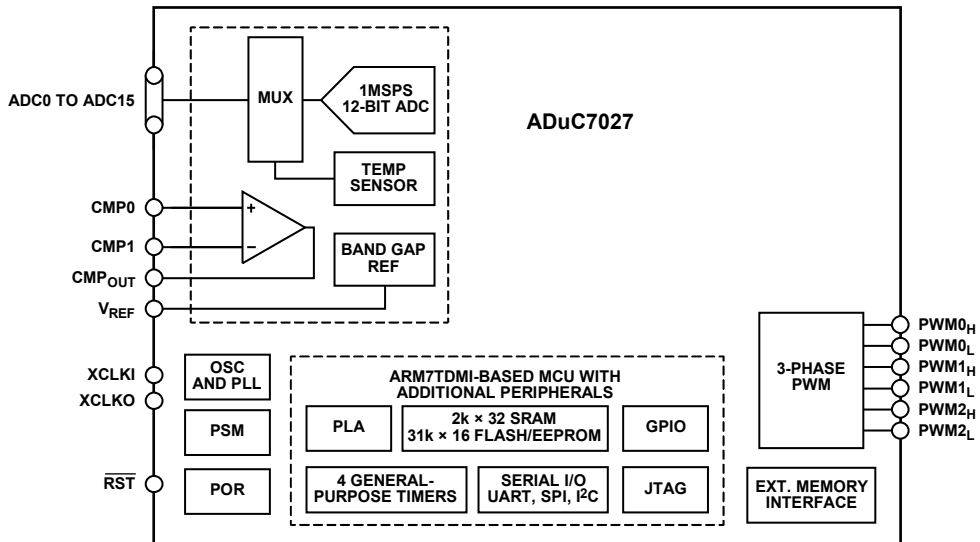 ADuC7027
ADC0 TO ADC15
MUX
1MSPS
12-BIT ADC
TEMP
SENSOR
CMP0
+
CMP1
−
CMPOUT
BAND GAP
REF
VREF
XCLKI
XCLKO
OSC
AND PLL
PSM
RST
POR
ARM7TDMI-BASED MCU WITH
ADDITIONAL PERIPHERALS
PLA
2k × 32 SRAM
31k × 16 FLASH/EEPROM
GPIO
4 GENERAL-
PURPOSE TIMERS
SERIAL I/O
UART, SPI, I2C
JTAG
3-PHASE
PWM
PWM0H
PWM0L
PWM1H
PWM1L
PWM2H
PWM2L
EXT. MEMORY
INTERFACE